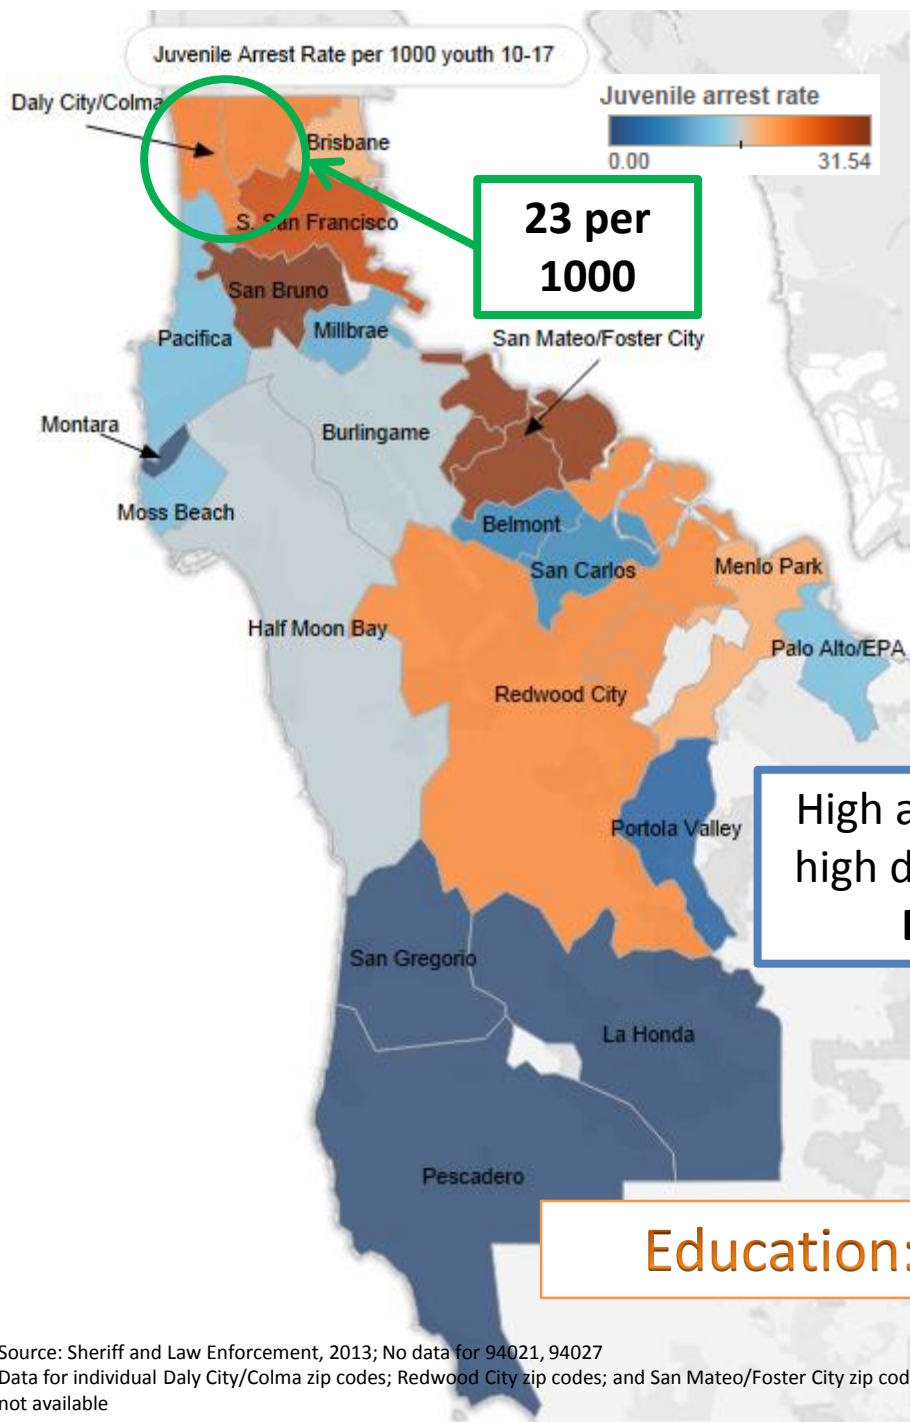 Juvenile Arrest Rate per 1000 youth 10-17
Daly City/Colma
Juvenile arrest rate
0.00 31.54
Brisbane
23 per
1000
S. San Francisco
San Bruno
Pacifica
Millbrae
San Mateo/Foster City
Montara
Burlingame
Moss Beach
Belmont
San Carlos
Menlo Park
Half Moon Bay
Palo Alto/EPA
Redwood City
Portola Valley
High a
high d
San Gregorio
La Honda
Pescadero
Education:
Source: Sheriff and Law Enforcement, 2013; No data for 94021, 94027
Data for individual Daly City/Colma zip codes; Redwood City zip codes; and San Mateo/Foster City zip cod
not available